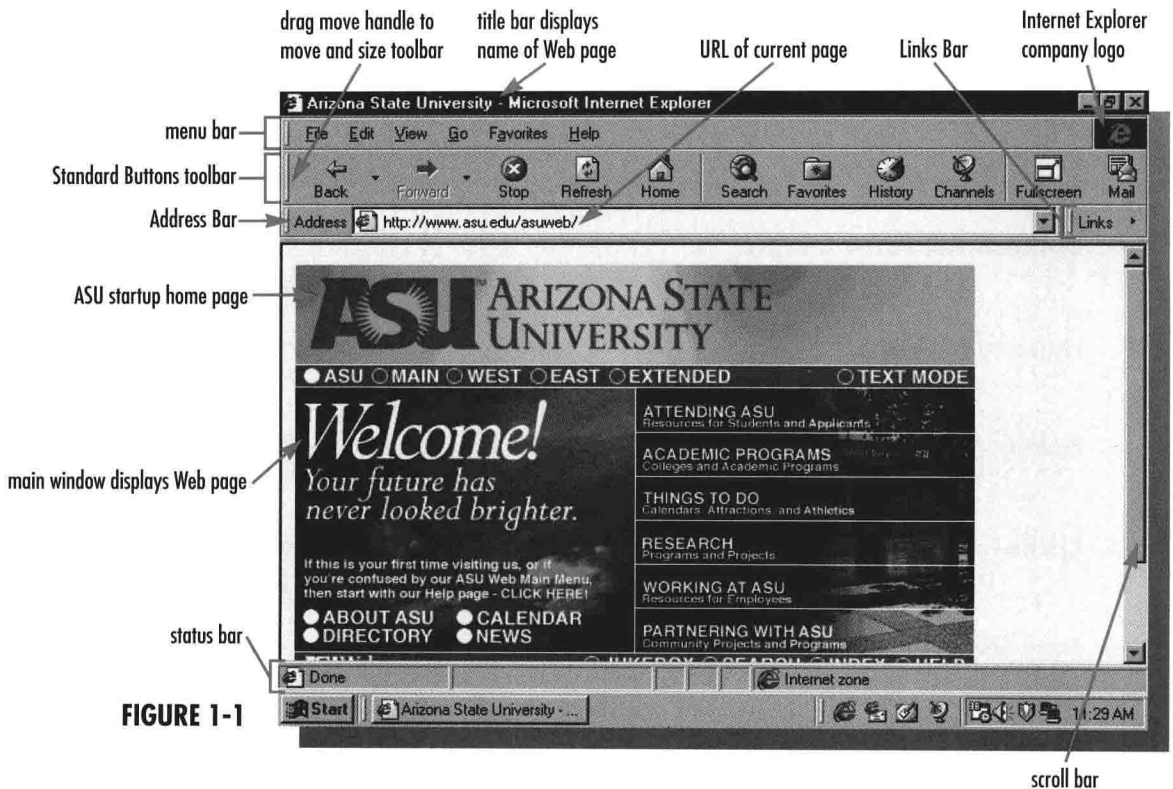 drag move handle to
move and size toolbar
title bar displays
name of Web page
URL of current page
Links Bar
Internet Explorer
company logo
Arizona State University - Microsoft Internet Explorer
menu bar
File Edit View Go Favorites Help
Standard Buttons toolbar
Back Forward Stop Refresh Home Search Favorites History Channels Fullscreen Mail
Address Bar
Address http://www.asu.edu/asuweb/ Links
ASU startup home page
ASU™ ARIZONA STATE
UNIVERSITY
ASU MAIN WEST EAST EXTENDED TEXT MODE
main window displays Web page
Welcome!
Your future has
never looked brighter.
If this is your first time visiting us, or if
you're confused by our ASU Web Main Menu,
then start with our Help page - CLICK HERE!
ABOUT ASU CALENDAR
DIRECTORY NEWS
ATTENDING ASU
Resources for Students and Applicants
ACADEMIC PROGRAMS
Colleges and Academic Programs
THINGS TO DO
Calendars, Attractions, and Athletics
RESEARCH
Programs and Projects
WORKING AT ASU
Resources for Employees
PARTNERING WITH ASU
Community Projects and Programs
JUKEBOX SEARCH INDEX HELP
status bar
Done Internet zone
FIGURE 1-1
Start Arizona State University - ... 11:29 AM
scroll bar